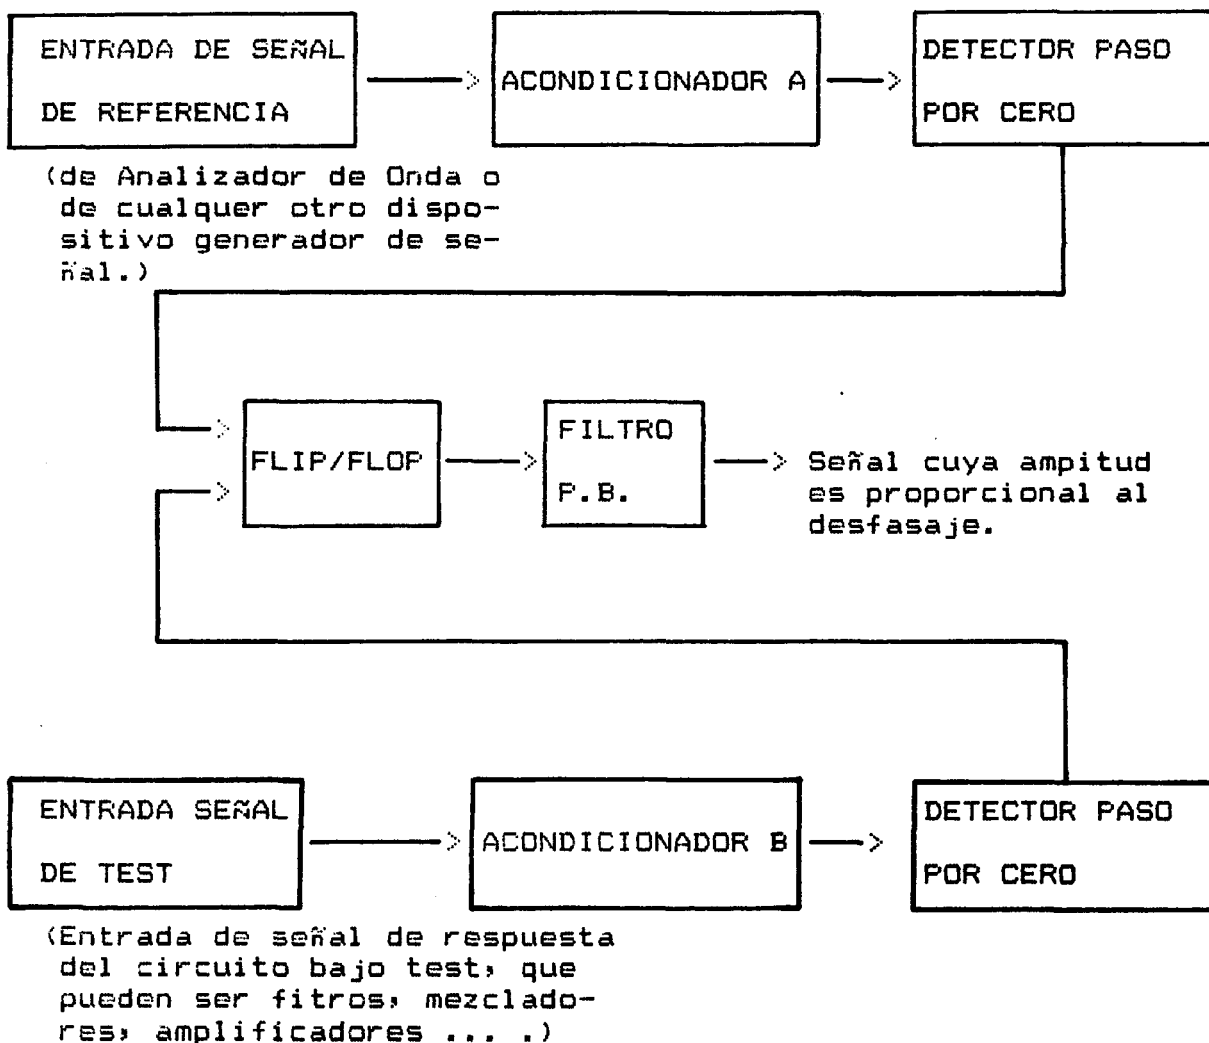 ENTRADA DE SEÑAL
DE REFERENCIA
ACONDICIONADOR A
DETECTOR PASO
POR CERO
(de Analizador de Onda o
de cualquer otro dispo-
sitivo generador de se-
ñal.)
FLIP/FLOP
FILTRO
P.B.
Señal cuya ampitud
es proporcional al
desfasaje.
ENTRADA SEÑAL
DE TEST
ACONDICIONADOR B
DETECTOR PASO
POR CERO
(Entrada de señal de respuesta
del circuito bajo test, que
pueden ser fitros, mezclado-
res, amplificadores ... .)